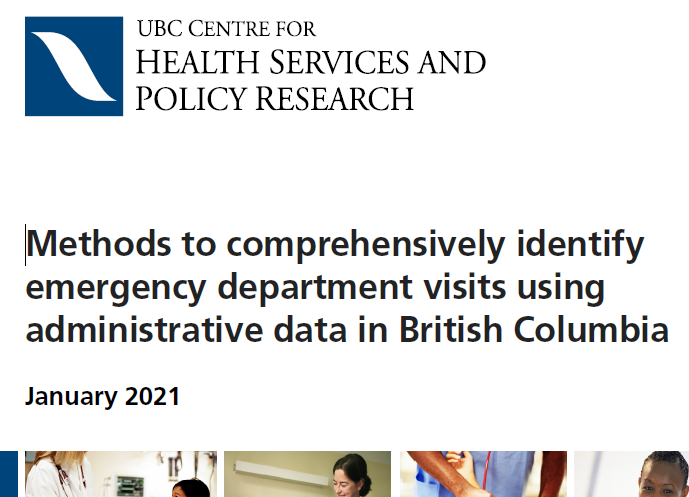 UBC CENTRE FOR
HEALTH SERVICES AND
POLICY RESEARCH
Methods to comprehensively identify
emergency department visits using
administrative data in British Columbia
January 2021